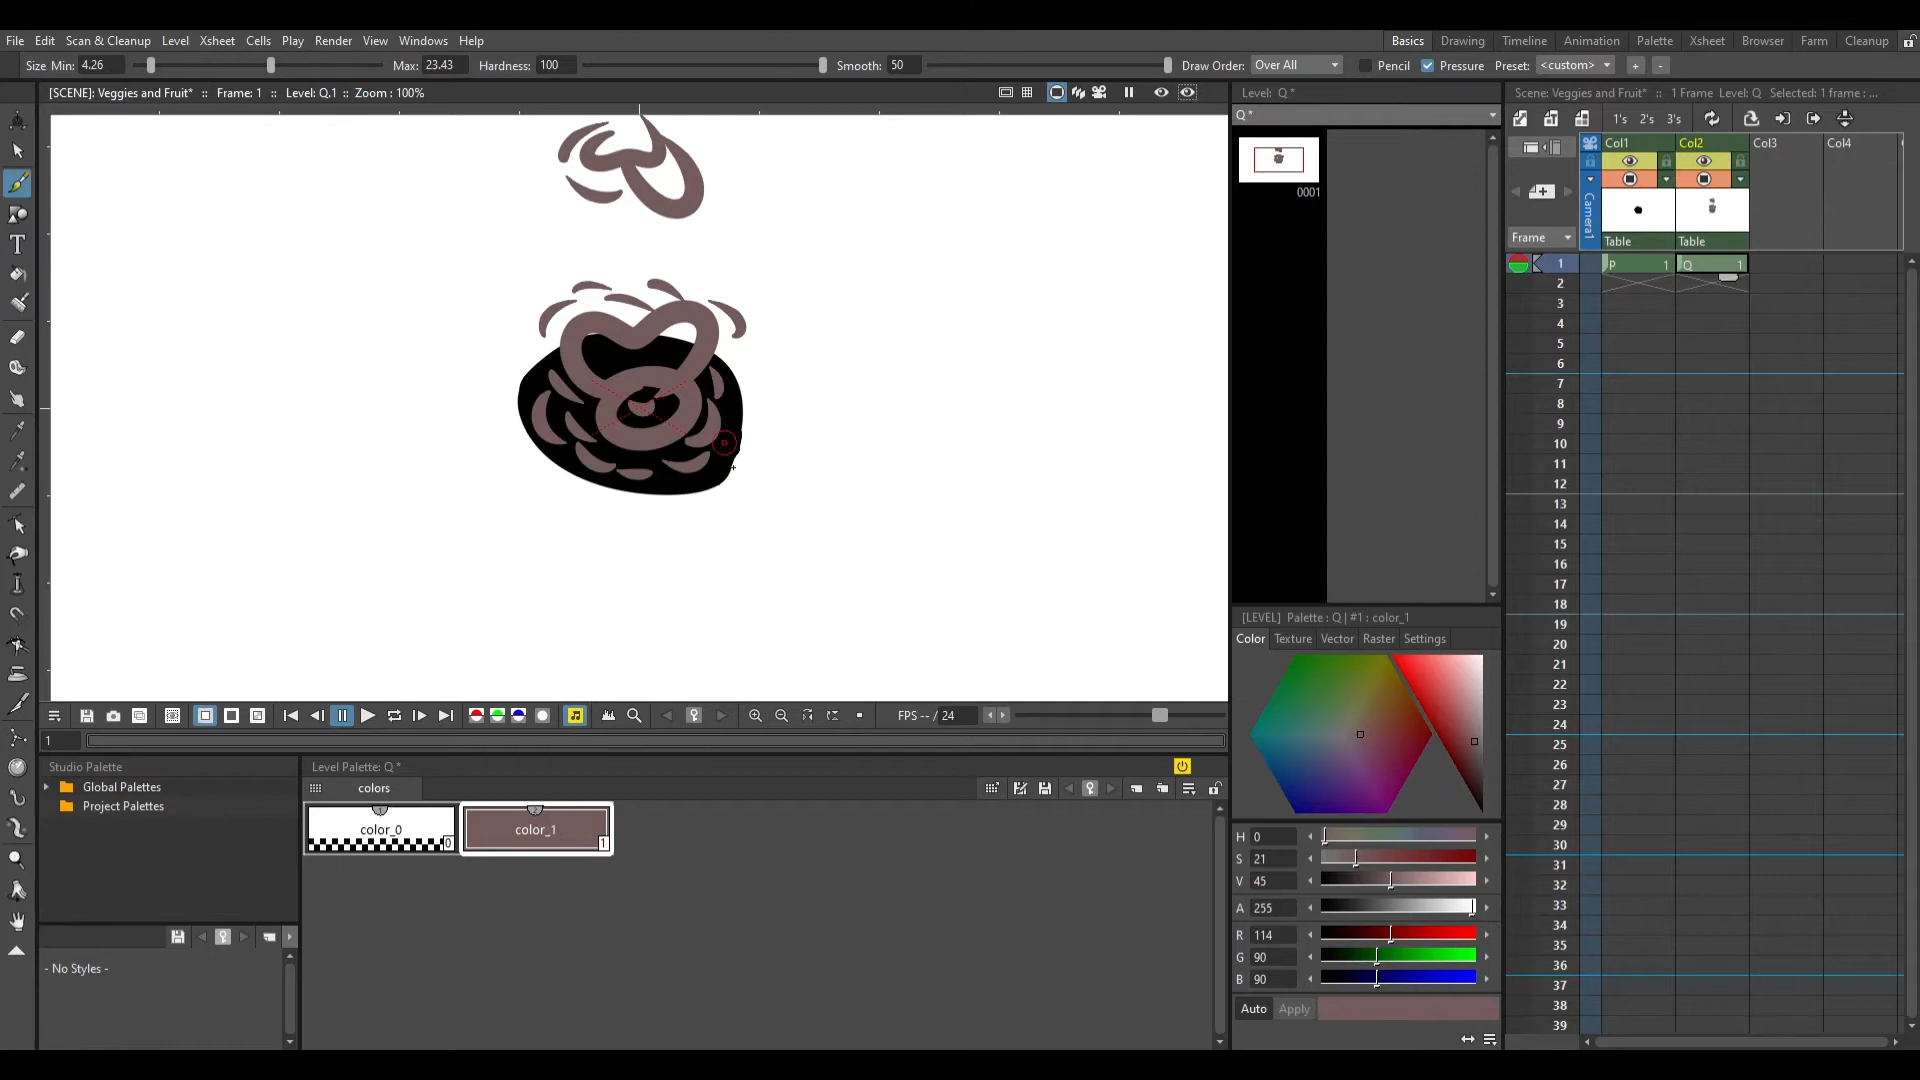 File Edit Scan & Cleanup Level Xsheet Cells Play Render View Windows Help
Basics Drawing Timeline Animation Palette Xsheet Browser Farm Cleanup
Size Min: 4.26 Max: 23.43 Hardness: 100 Smooth: 50 Draw Order: Over All Pencil Pressure Preset: <custom> + -
[SCENE]: Veggies and Fruit* :: Frame: 1 :: Level: Q.1 :: Zoom : 100%
Level: Q *
Scene: Veggies and Fruit* :: 1 Frame Level: Q Selected: 1 frame : ...
Q *
1's 2's 3's
Col1 Col2 Col3 Col4
0001
Camera1
Frame
Table Table
1 P 1 Q 1
2
3
4
5
6
7
8
9
10
11
12
13
14
15
16
17
18
19
20
21
22
23
24
25
26
27
28
29
30
31
32
33
34
35
36
37
38
39
[LEVEL] Palette : Q | #1 : color_1
Color Texture Vector Raster Settings
FPS -- / 24
1
Studio Palette
Global Palettes
Project Palettes
- No Styles -
Level Palette: Q *
colors
1 2
color_0 color_1
0 1
H 0
S 21
V 45
A 255
R 114
G 90
B 90
Auto Apply